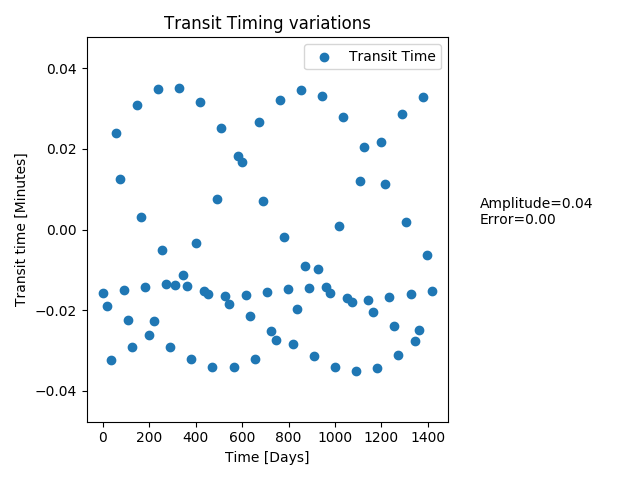 Transit Timing variations
Transit Time
0.04
0.02
0.00
−0.02
−0.04
Transit time [Minutes]
0 200 400 600 800 1000 1200 1400
Time [Days]
Amplitude=0.04
Error=0.00